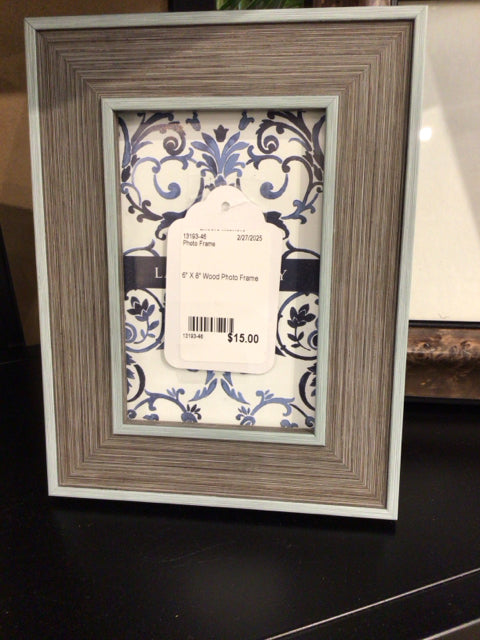 13193-46 2/27/2025
Photo Frame
6" X 8" Wood Photo Frame
13193-46 $15.00